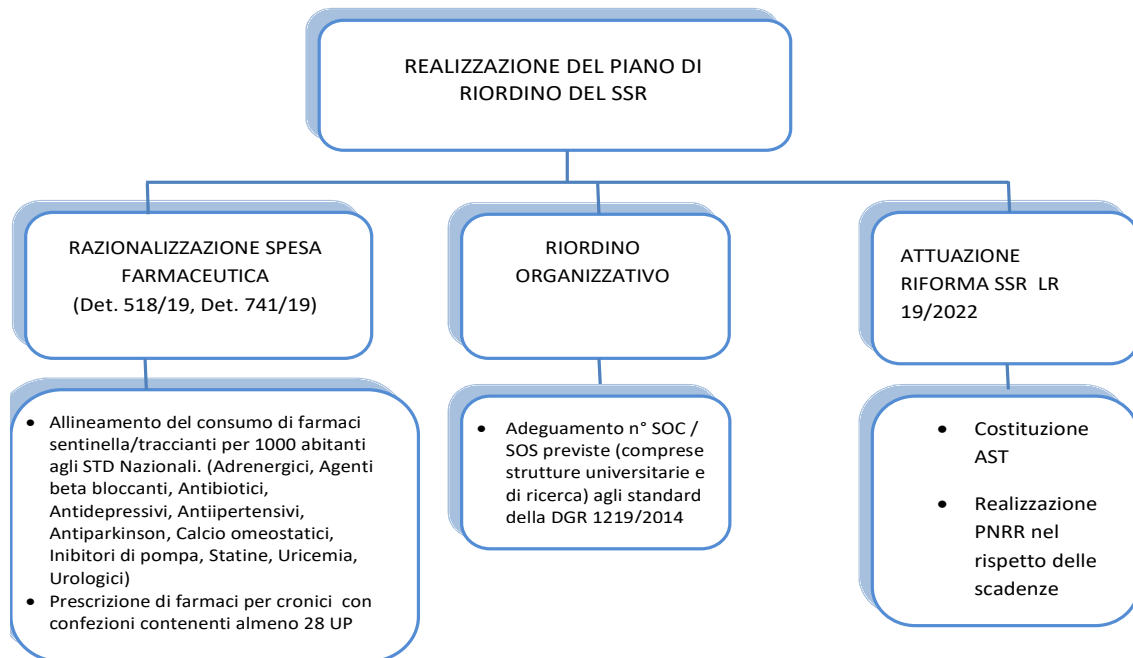 REALIZZAZIONE DEL PIANO DI
RIORDINO DEL SSR
RAZIONALIZZAZIONE SPESA
FARMACEUTICA
(Det. 518/19, Det. 741/19)
RIORDINO
ORGANIZZATIVO
ATTUAZIONE
RIFORMA SSR LR
19/2022
• Allineamento del consumo di farmaci
sentinella/traccianti per 1000 abitanti
agli STD Nazionali. (Adrenergici, Agenti
beta bloccanti, Antibiotici,
Antidepressivi, Antiipertensivi,
Antiparkinson, Calcio omeostatici,
Inibitori di pompa, Statine, Uricemia,
Urologici)
• Prescrizione di farmaci per cronici con
confezioni contenenti almeno 28 UP
• Adeguamento n° SOC /
SOS previste (comprese
strutture universitarie e
di ricerca) agli standard
della DGR 1219/2014
• Costituzione
AST
• Realizzazione
PNRR nel
rispetto delle
scadenze